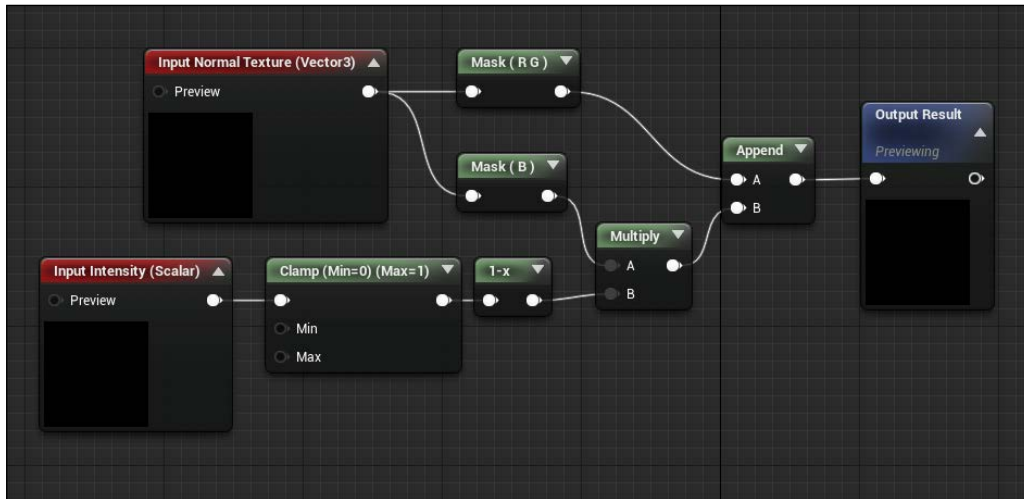 Input Normal Texture (Vector3)
Preview
Mask ( R G )
Mask ( B )
Input Intensity (Scalar)
Preview
Clamp (Min=0) (Max=1)
Min
Max
1-x
Multiply
A
B
Append
A
B
Output Result
Previewing